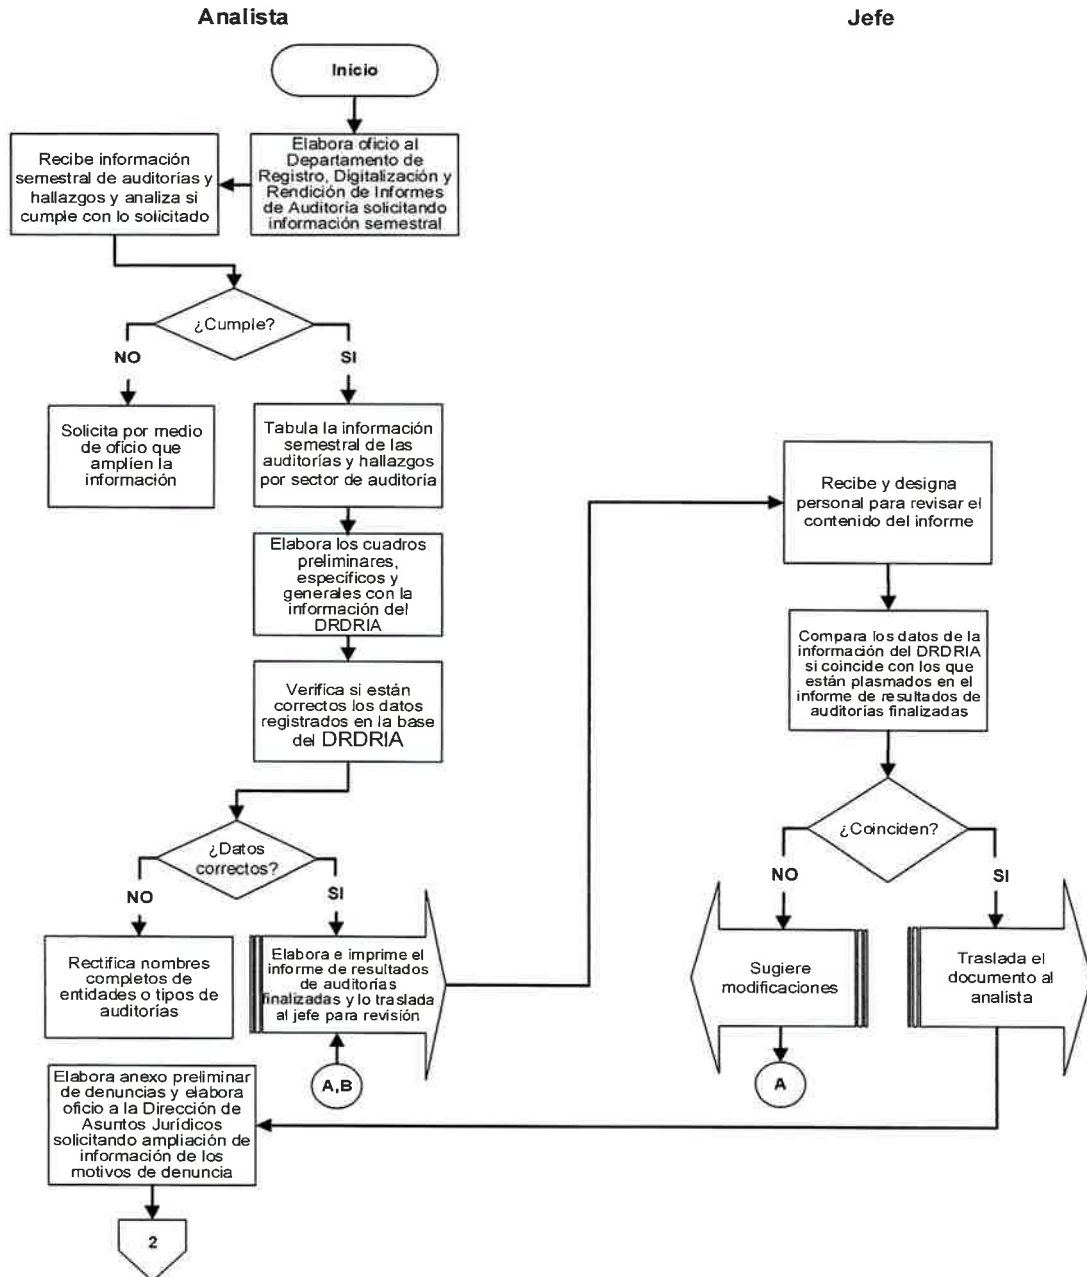 Analista
Jefe
Inicio
Elabora oficio al
Departamento de
Registro, Digitalización y
Rendición de Informes
de Auditoría solicitando
información semestral
Recibe información
semestral de auditorías y
hallazgos y analiza si
cumple con lo solicitado
¿Cumple?
NO
SI
Solicita por medio
de oficio que
amplíen la
información
Tabula la información
semestral de las
auditorías y hallazgos
por sector de auditoría
Elabora los cuadros
preliminares,
específicos y
generales con la
información del
DRDRIA
Verifica si están
correctos los datos
registrados en la base
del DRDRIA
¿Datos
correctos?
NO
SI
Rectifica nombres
completos de
entidades o tipos de
auditorías
Elabora e imprime el
informe de resultados
de auditorías
finalizadas y lo traslada
al jefe para revisión
A,B
Recibe y designa
personal para revisar el
contenido del informe
Compara los datos de la
información del DRDRIA
si coincide con los que
están plasmados en el
informe de resultados de
auditorías finalizadas
¿Coinciden?
NO
SI
Sugiere
modificaciones
A
Traslada el
documento al
analista
Elabora anexo preliminar
de denuncias y elabora
oficio a la Dirección de
Asuntos Jurídicos
solicitando ampliación de
información de los
motivos de denuncia
2